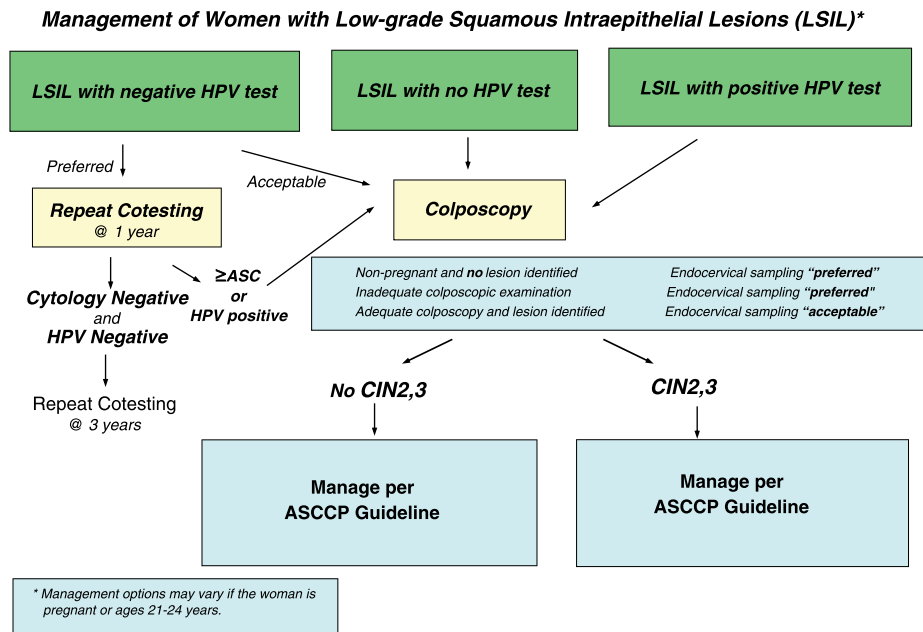 Management of Women with Low-grade Squamous Intraepithelial Lesions (LSIL)*
LSIL with negative HPV test
LSIL with no HPV test
LSIL with positive HPV test
Preferred
Acceptable
Repeat Cotesting
@ 1 year
Colposcopy
≥ASC
or
HPV positive
Cytology Negative
and
HPV Negative
Repeat Cotesting
@ 3 years
Non-pregnant and no lesion identified Endocervical sampling “preferred”
Inadequate colposcopic examination Endocervical sampling “preferred"
Adequate colposcopy and lesion identified Endocervical sampling “acceptable”
No CIN2,3
CIN2,3
Manage per
ASCCP Guideline
Manage per
ASCCP Guideline
* Management options may vary if the woman is
pregnant or ages 21-24 years.